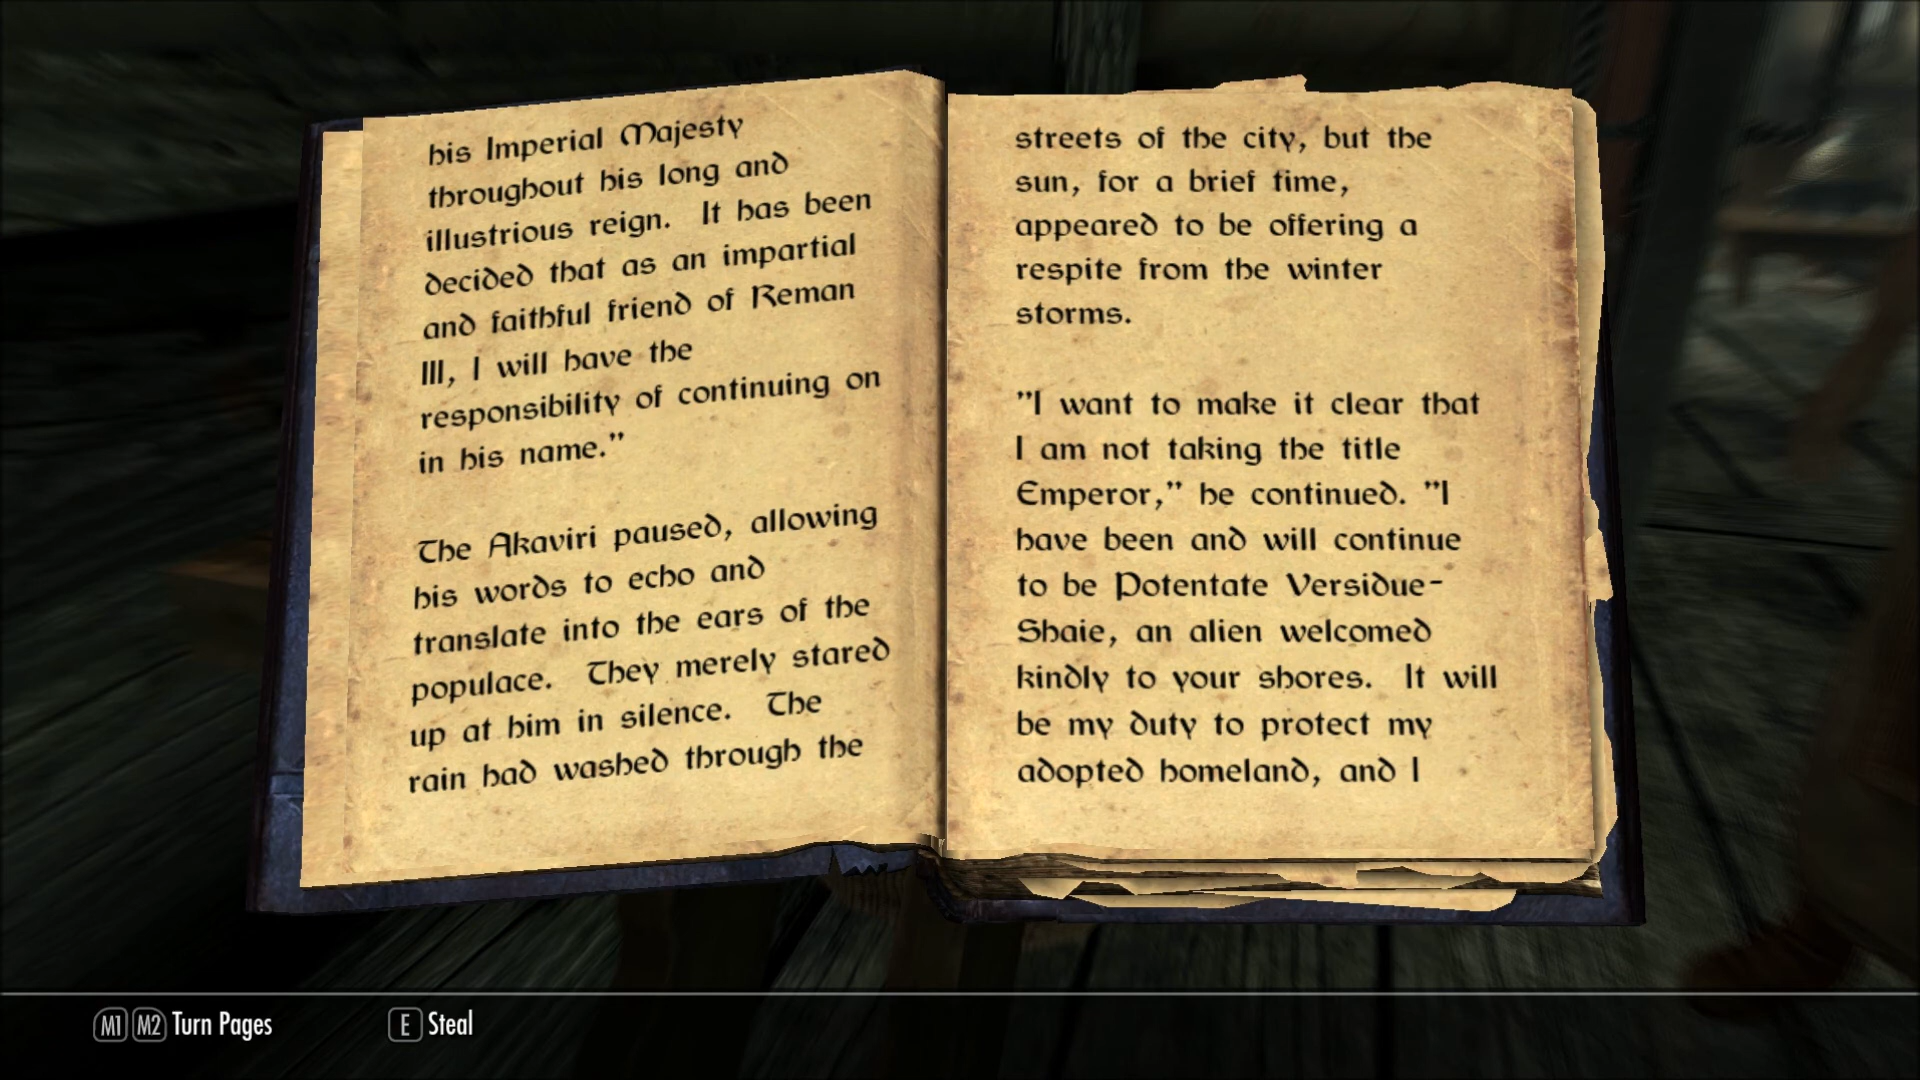 his Imperial Majesty
throughout his long and
illustrious reign.  It has been
decided that as an impartial
and faithful friend of Reman
III, I will have the
responsibility of continuing on
in his name."
The Akaviri paused, allowing
his words to echo and
translate into the ears of the
populace.  They merely stared
up at him in silence.  The
rain had washed through the
streets of the city, but the
sun, for a brief time,
appeared to be offering a
respite from the winter
storms.
"I want to make it clear that
I am not taking the title
Emperor," he continued. "I
have been and will continue
to be Potentate Versidue-
Shaie, an alien welcomed
kindly to your shores.  It will
be my duty to protect my
adopted homeland, and I
M1 M2 Turn Pages
E Steal